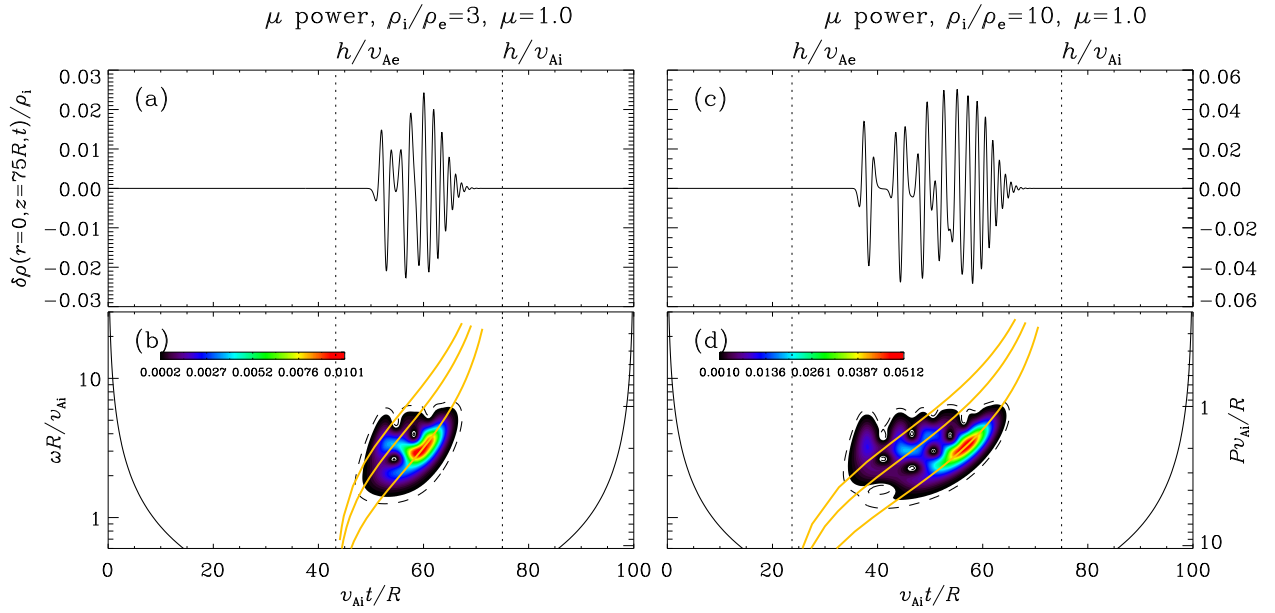 μ power, ρi/ρe=3, μ=1.0
μ power, ρi/ρe=10, μ=1.0
h/vAe
h/vAi
h/vAe
h/vAi
(a)
0.03
0.02
0.01
0.00
−0.01
−0.02
−0.03
δρ(r=0,z=75R,t)/ρi
(c)
0.06
0.04
0.02
0.00
−0.02
−0.04
−0.06
(b)
0.0002 0.0027 0.0052 0.0076 0.0101
10
1
ωR/vAi
0 20 40 60 80 100
vAit/R
(d)
0.0010 0.0136 0.0261 0.0387 0.0512
1
10
PvAi/R
0 20 40 60 80 100
vAit/R